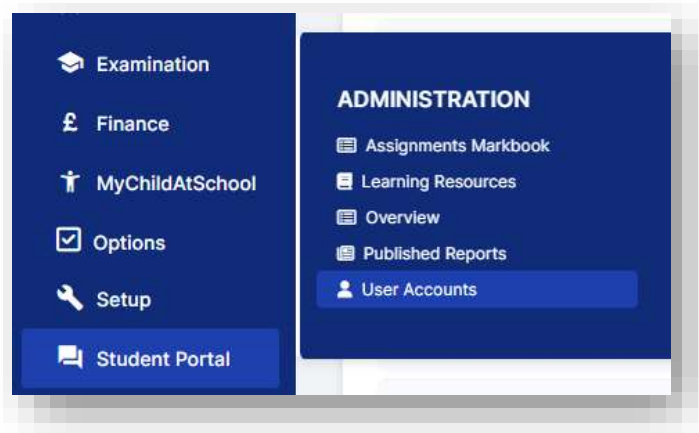 Examination
£ Finance
MyChildAtSchool
Options
Setup
Student Portal
ADMINISTRATION
Assignments Markbook
Learning Resources
Overview
Published Reports
User Accounts